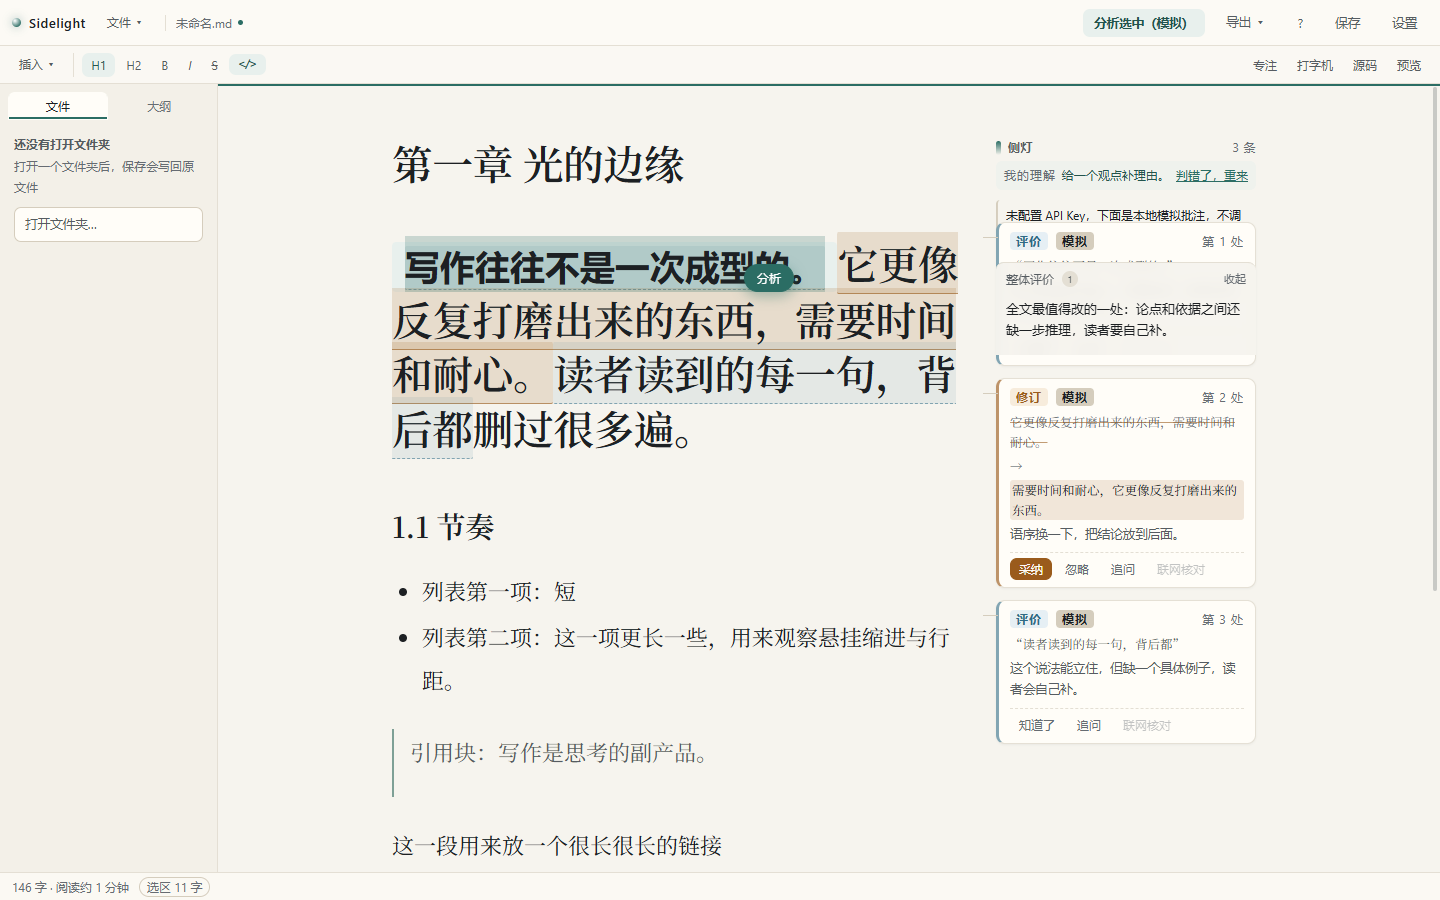 Sidelight 文件 未命名.md 分析选中（模拟） 导出 ? 保存 设置
插入 H1 H2 B I S </> 专注 打字机 源码 预览
文件 大纲
还没有打开文件夹
打开一个文件夹后，保存会写回原
文件
打开文件夹...
第一章 光的边缘
写作往往不是一次成型的。它更像
分析
反复打磨出来的东西，需要时间
和耐心。读者读到的每一句，背
后都删过很多遍。
1.1 节奏
列表第一项：短
列表第二项：这一项更长一些，用来观察悬挂缩进与行
距。
引用块：写作是思考的副产品。
这一段用来放一个很长很长的链接
侧灯 3 条
我的理解 给一个观点补理由。 判错了，重来
未配置 API Key，下面是本地模拟批注，不调
评价 模拟 第 1 处
整体评价 1 收起
全文最值得改的一处：论点和依据之间还
缺一步推理，读者要自己补。
修订 模拟 第 2 处
它更像反复打磨出来的东西，需要时间和
耐心。
→
需要时间和耐心，它更像反复打磨出来的
东西。
语序换一下，把结论放到后面。
采纳 忽略 追问 联网核对
评价 模拟 第 3 处
“读者读到的每一句，背后都”
这个说法能立住，但缺一个具体例子，读
者会自己补。
知道了 追问 联网核对
146 字 · 阅读约 1 分钟 选区 11 字